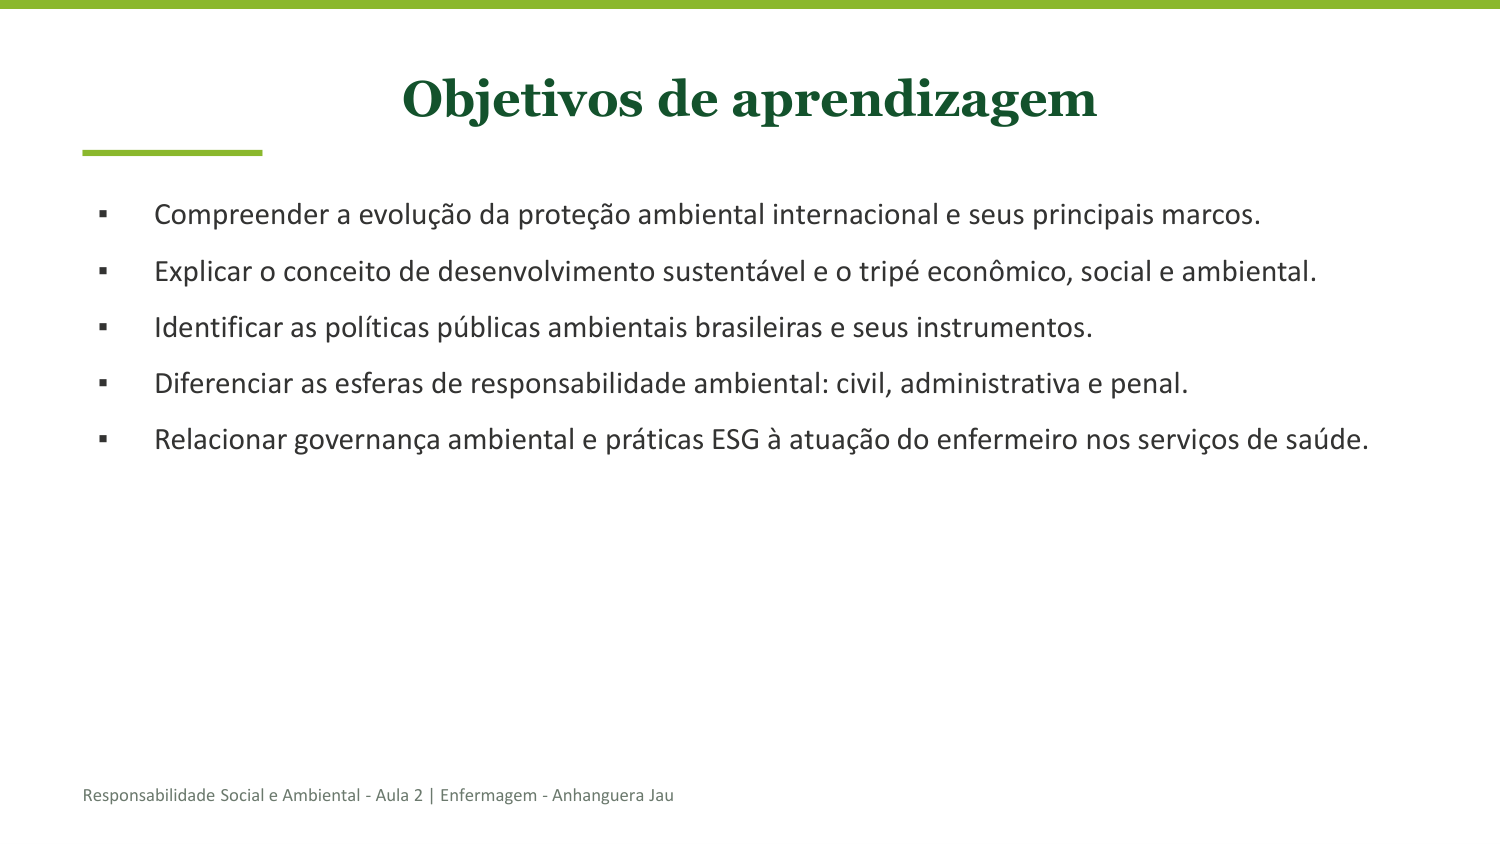 Objetivos de aprendizagem
▪ Compreender a evolução da proteção ambiental internacional e seus principais marcos.
▪ Explicar o conceito de desenvolvimento sustentável e o tripé econômico, social e ambiental.
▪ Identificar as políticas públicas ambientais brasileiras e seus instrumentos.
▪ Diferenciar as esferas de responsabilidade ambiental: civil, administrativa e penal.
▪ Relacionar governança ambiental e práticas ESG à atuação do enfermeiro nos serviços de saúde.
Responsabilidade Social e Ambiental - Aula 2 | Enfermagem - Anhanguera Jau